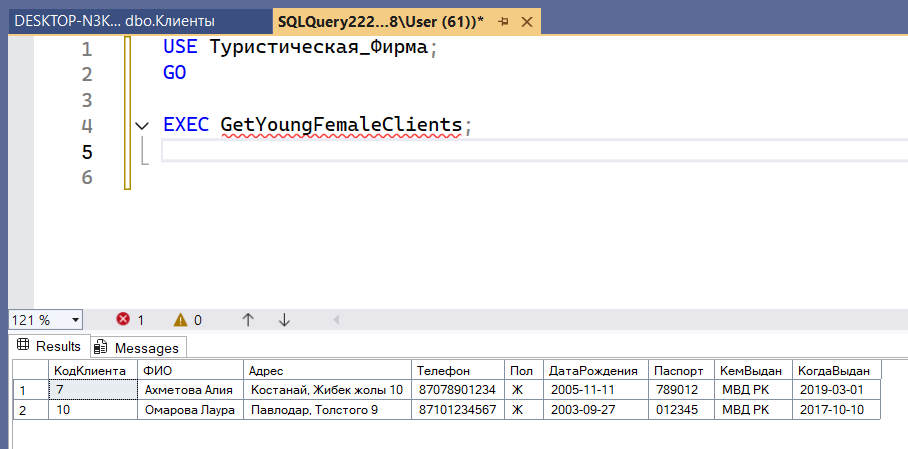 DESKTOP-N3K... dbo.Клиенты SQLQuery222...8\User (61))*
1 USE Туристическая_Фирма;
2 GO
3
4 EXEC GetYoungFemaleClients;
5
6
121 % 1 0
Results Messages
КодКлиента ФИО Адрес Телефон Пол ДатаРождения Паспорт КемВыдан КогдаВыдан
1 7 Ахметова Алия Костанай, Жибек жолы 10 87078901234 Ж 2005-11-11 789012 МВД РК 2019-03-01
2 10 Омарова Лаура Павлодар, Толстого 9 87101234567 Ж 2003-09-27 012345 МВД РК 2017-10-10